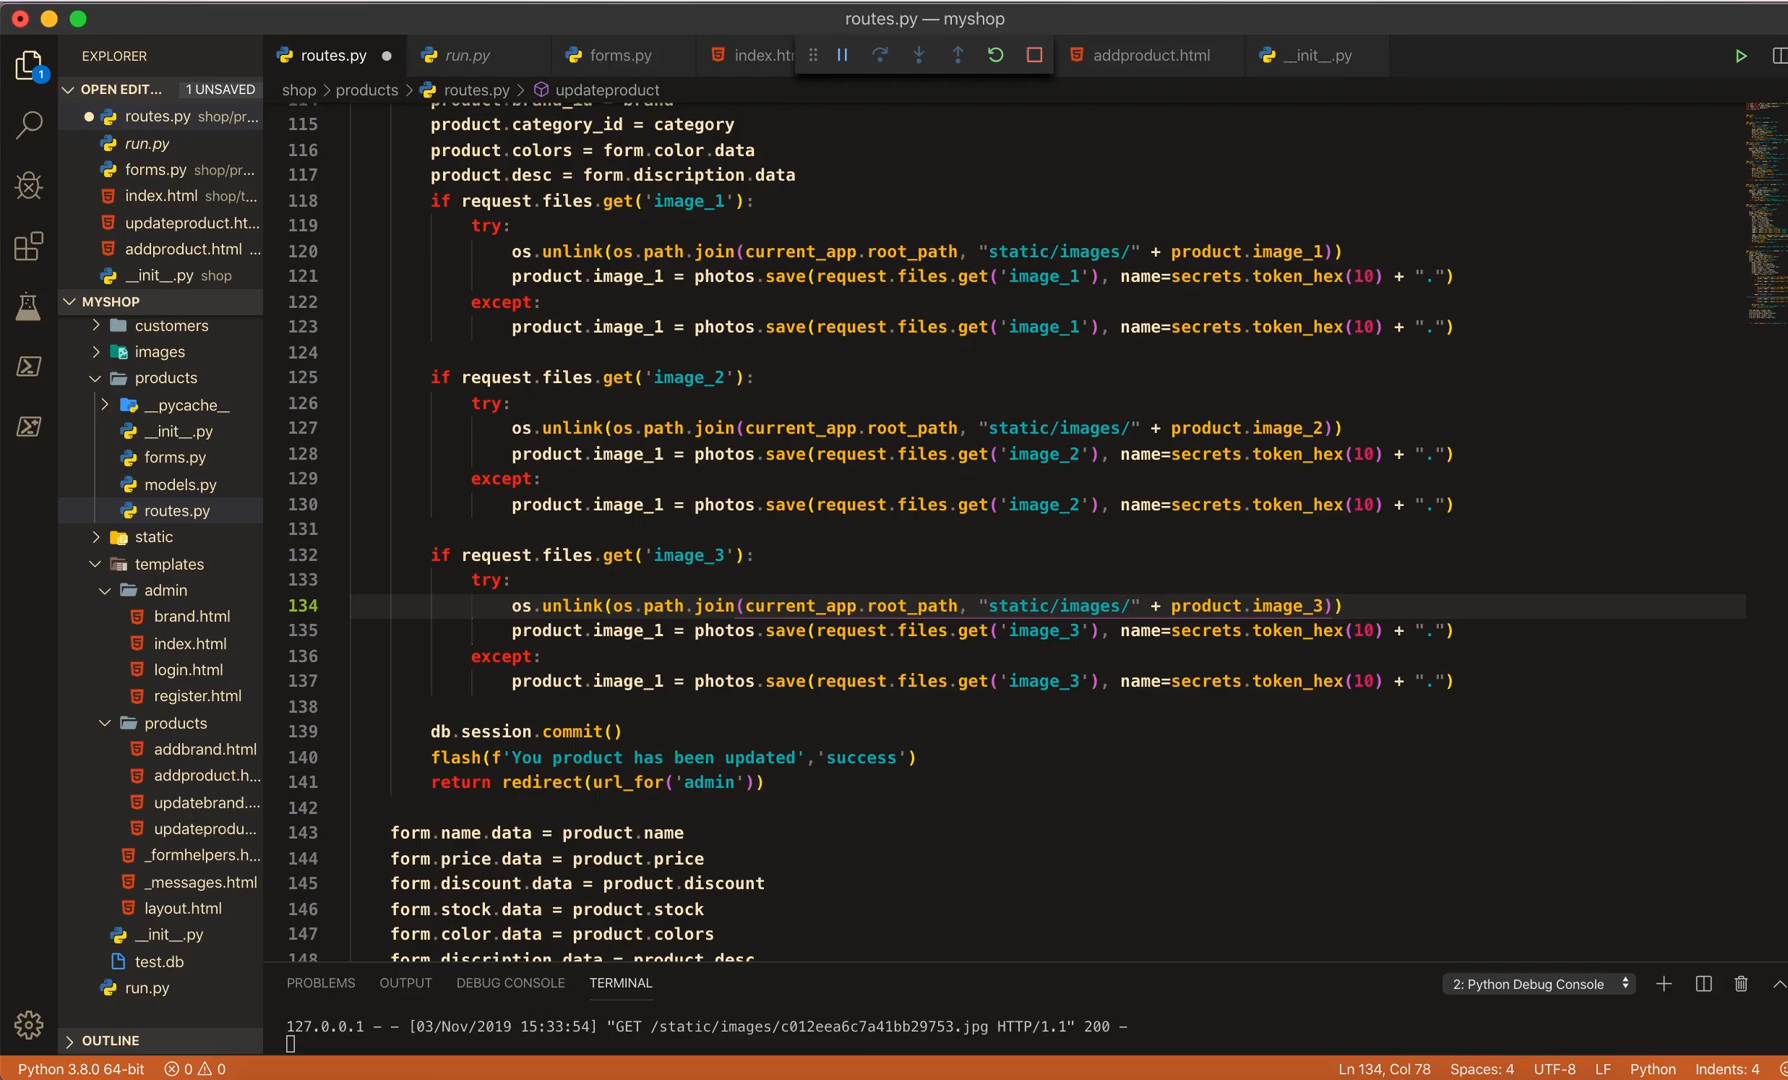 routes.py — myshop
EXPLORER
routes.py
run.py
forms.py
index.ht
addproduct.html
__init__.py
OPEN EDIT...
1 UNSAVED
shop > products > routes.py > updateproduct
routes.py shop/pr...
run.py
forms.py shop/pr...
index.html shop/t...
updateproduct.ht...
addproduct.html ...
__init__.py shop
MYSHOP
customers
images
products
__pycache__
__init__.py
forms.py
models.py
routes.py
static
templates
admin
brand.html
index.html
login.html
register.html
products
addbrand.html
addproduct.h...
updatebrand....
updateprodu...
_formhelpers.h...
_messages.html
layout.html
__init__.py
test.db
run.py
OUTLINE
114 product.brand_id = brand
115 product.category_id = category
116 product.colors = form.color.data
117 product.desc = form.discription.data
118 if request.files.get('image_1'):
119 try:
120 os.unlink(os.path.join(current_app.root_path, "static/images/" + product.image_1))
121 product.image_1 = photos.save(request.files.get('image_1'), name=secrets.token_hex(10) + ".")
122 except:
123 product.image_1 = photos.save(request.files.get('image_1'), name=secrets.token_hex(10) + ".")
124
125 if request.files.get('image_2'):
126 try:
127 os.unlink(os.path.join(current_app.root_path, "static/images/" + product.image_2))
128 product.image_1 = photos.save(request.files.get('image_2'), name=secrets.token_hex(10) + ".")
129 except:
130 product.image_1 = photos.save(request.files.get('image_2'), name=secrets.token_hex(10) + ".")
131
132 if request.files.get('image_3'):
133 try:
134 os.unlink(os.path.join(current_app.root_path, "static/images/" + product.image_3))
135 product.image_1 = photos.save(request.files.get('image_3'), name=secrets.token_hex(10) + ".")
136 except:
137 product.image_1 = photos.save(request.files.get('image_3'), name=secrets.token_hex(10) + ".")
138
139 db.session.commit()
140 flash(f'You product has been updated','success')
141 return redirect(url_for('admin'))
142
143 form.name.data = product.name
144 form.price.data = product.price
145 form.discount.data = product.discount
146 form.stock.data = product.stock
147 form.color.data = product.colors
148 form.discription.data = product.desc
PROBLEMS OUTPUT DEBUG CONSOLE TERMINAL
2: Python Debug Console
127.0.0.1 - - [03/Nov/2019 15:33:54] "GET /static/images/c012eea6c7a41bb29753.jpg HTTP/1.1" 200 -
Python 3.8.0 64-bit 0 0
Ln 134, Col 78 Spaces: 4 UTF-8 LF Python Indents: 4